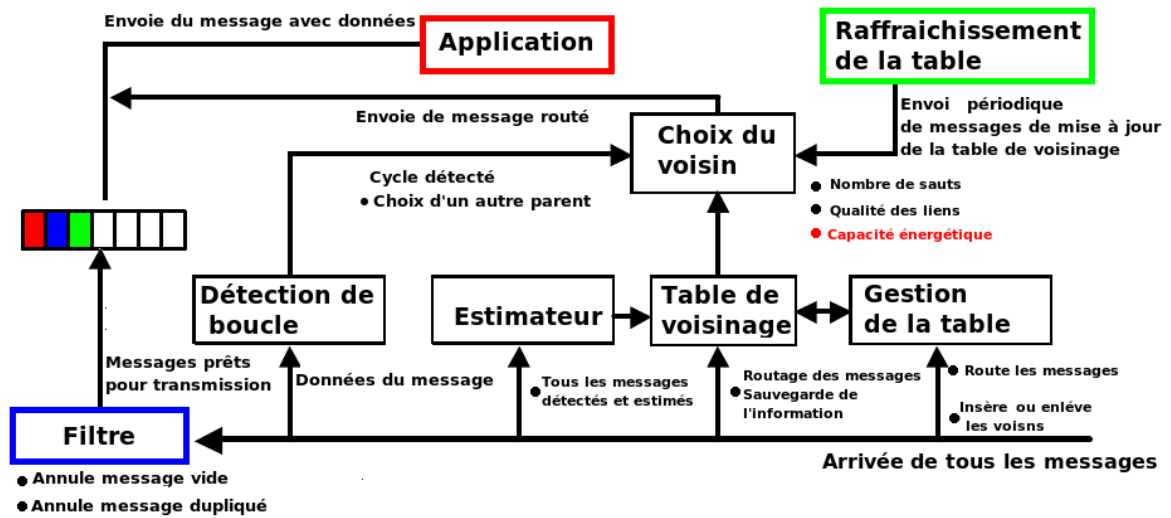 Envoie du message avec données
Application
Raffraichissement
de la table
Envoie de message routé
Choix du
voisin
Envoi périodique
de messages de mise à jour
de la table de voisinage
Cycle détecté
• Choix d'un autre parent
• Nombre de sauts
• Qualité des liens
• Capacité énergétique
Détection de
boucle
Estimateur
Table de
voisinage
Gestion
de la table
Messages prêts
pour transmission
Données du message
• Tous les messages
détectés et estimés
Routage des messages
• Sauvegarde de
l'information
• Route les messages
• Insère ou enléve
les voisns
Filtre
Arrivée de tous les messages
• Annule message vide
• Annule message dupliqué